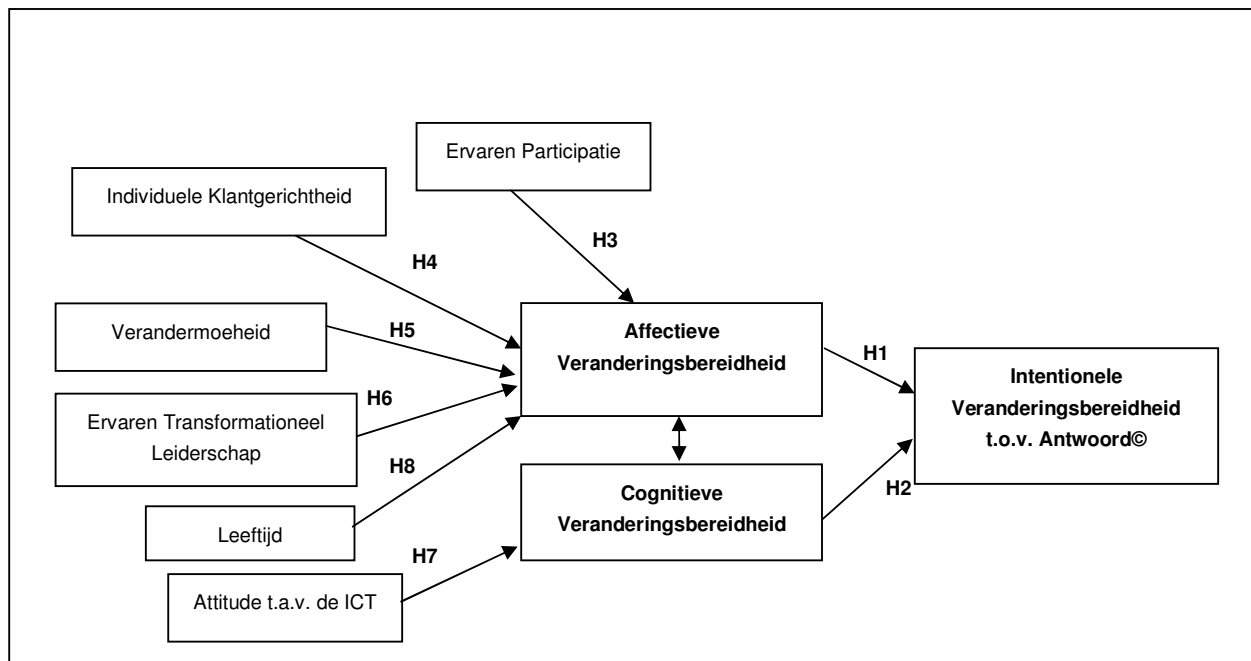 Ervaren Participatie
Individuele Klantgerichtheid
H3
H4
Verandermoeheid
H5
Affectieve
Veranderingsbereidheid
H1
Intentionele
Veranderingsbereidheid
t.o.v. Antwoord©
Ervaren Transformationeel
Leiderschap
H6
H8
Cognitieve
Veranderingsbereidheid
H2
Leeftijd
H7
Attitude t.a.v. de ICT